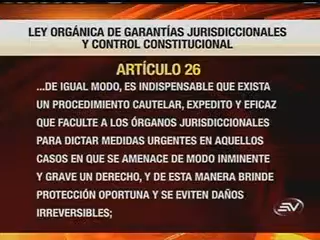 LEY ORGÁNICA DE GARANTÍAS JURISDICCIONALES
Y CONTROL CONSTITUCIONAL
ARTÍCULO 26
...DE IGUAL MODO, ES INDISPENSABLE QUE EXISTA
UN PROCEDIMIENTO CAUTELAR, EXPEDITO Y EFICAZ
QUE FACULTE A LOS ÓRGANOS JURISDICCIONALES
PARA DICTAR MEDIDAS URGENTES EN AQUELLOS
CASOS EN QUE SE AMENACE DE MODO INMINENTE
Y GRAVE UN DERECHO, Y DE ESTA MANERA BRINDE
PROTECCIÓN OPORTUNA Y SE EVITEN DAÑOS
IRREVERSIBLES;